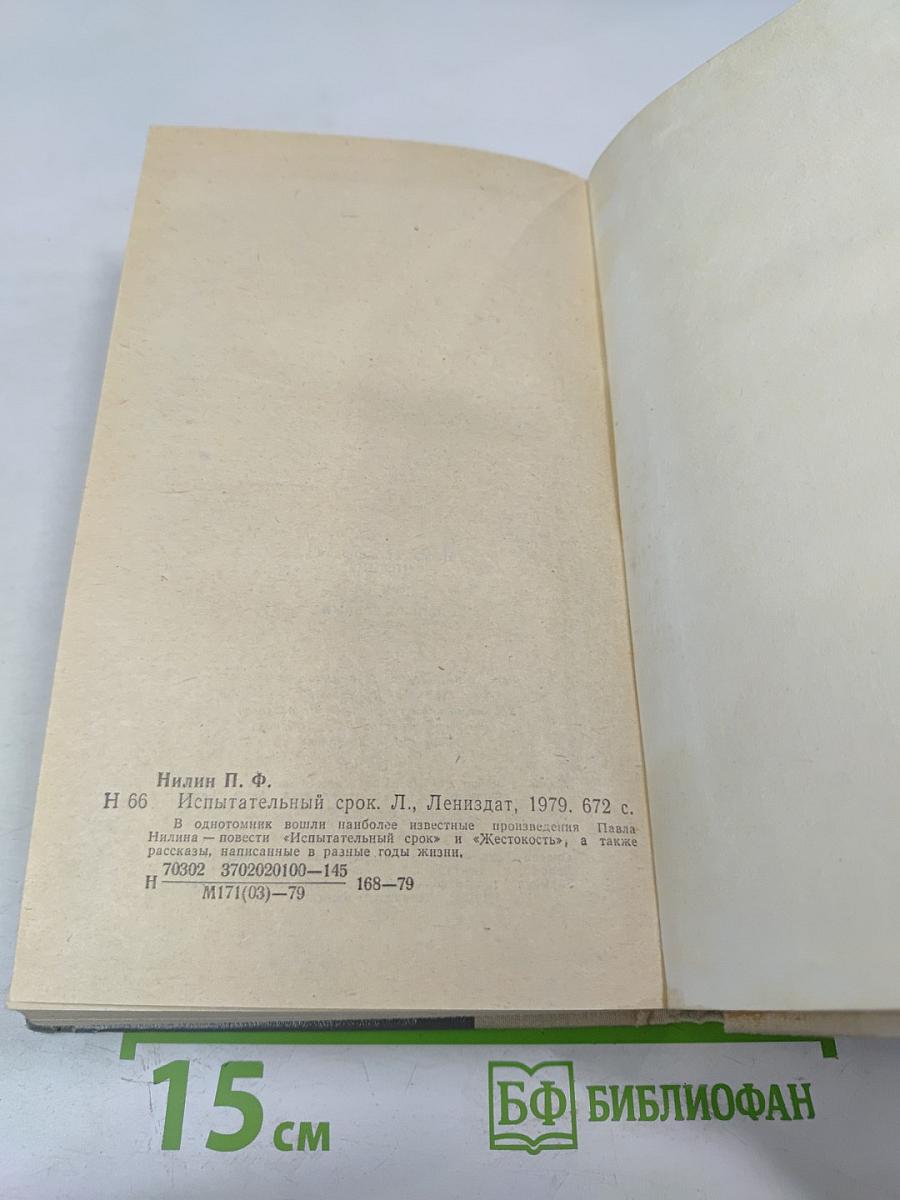 Нилин П. Ф.
Н 66 Испытательный срок. Л., Лениздат, 1979. 672 с.
В однотомник вошли наиболее известные произведения Павла
Нилина — повести «Испытательный срок» и «Жестокость», а также
рассказы, написанные в разные годы жизни.
70302 3702020100—145
Н 168—79
М171(03)—79
15 см
БФ БИБЛИОФАН